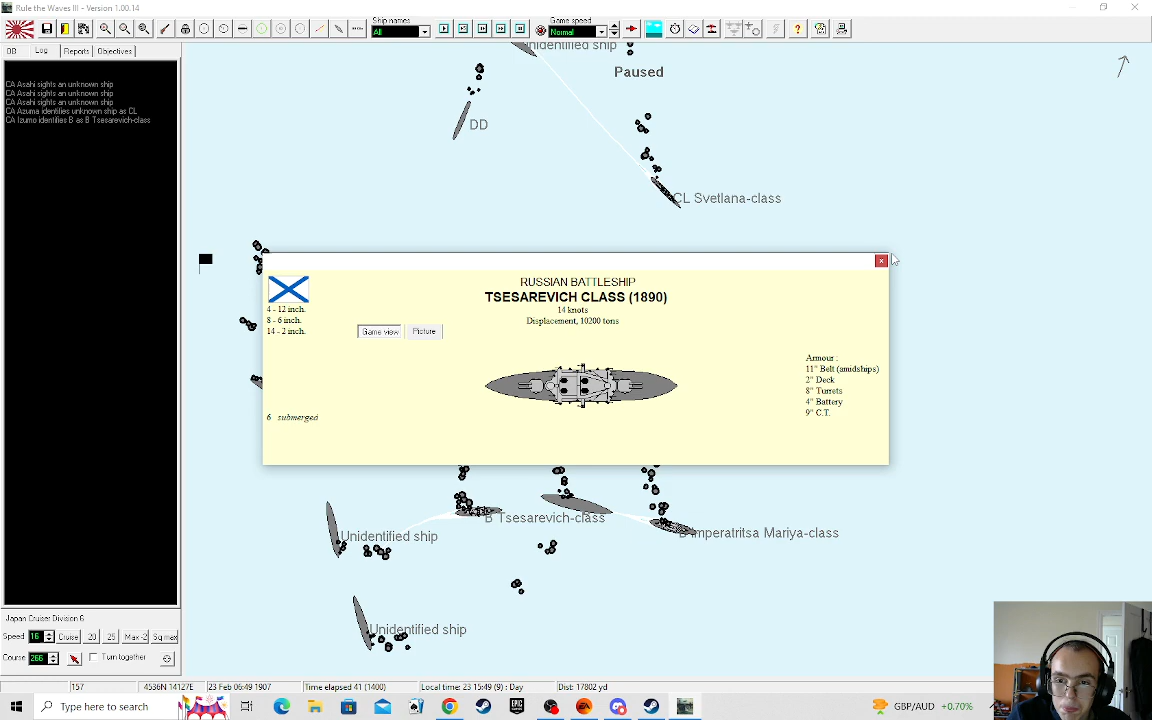 Rule the Waves III - Version 1.00.14
Ship names
All
Game speed
Normal
DB
Log
Reports
Objectives
CA Asahi sights an unknown ship
CA Asahi sights an unknown ship
CA Asahi sights an unknown ship
CA Azuma identifies unknown ship as CL
CA Izumo identifies B as B Tsesarevich-class
Unidentified ship
Paused
DD
CL Svetlana-class
RUSSIAN BATTLESHIP
TSESAREVICH CLASS (1890)
14 knots
Displacement, 10200 tons
4 - 12 inch.
8 - 6 inch.
14 - 2 inch.
Game view
Picture
Armour :
11" Belt (amidships)
2" Deck
8" Turrets
4" Battery
9" C.T.
6 submerged
B Tsesarevich-class
Imperatritsa Mariya-class
Unidentified ship
Unidentified ship
Japan Cruiser Division 6
Speed
16
Cruise
20
25
Max -2
Sq max
Course
266
Turn together
157
4536N 14127E
23 Feb 06:49 1907
Time elapsed 41 (1400)
Local time: 23 15:49 (9) : Day
Dist: 17802 yd
Type here to search
GBP/AUD
+0.70%